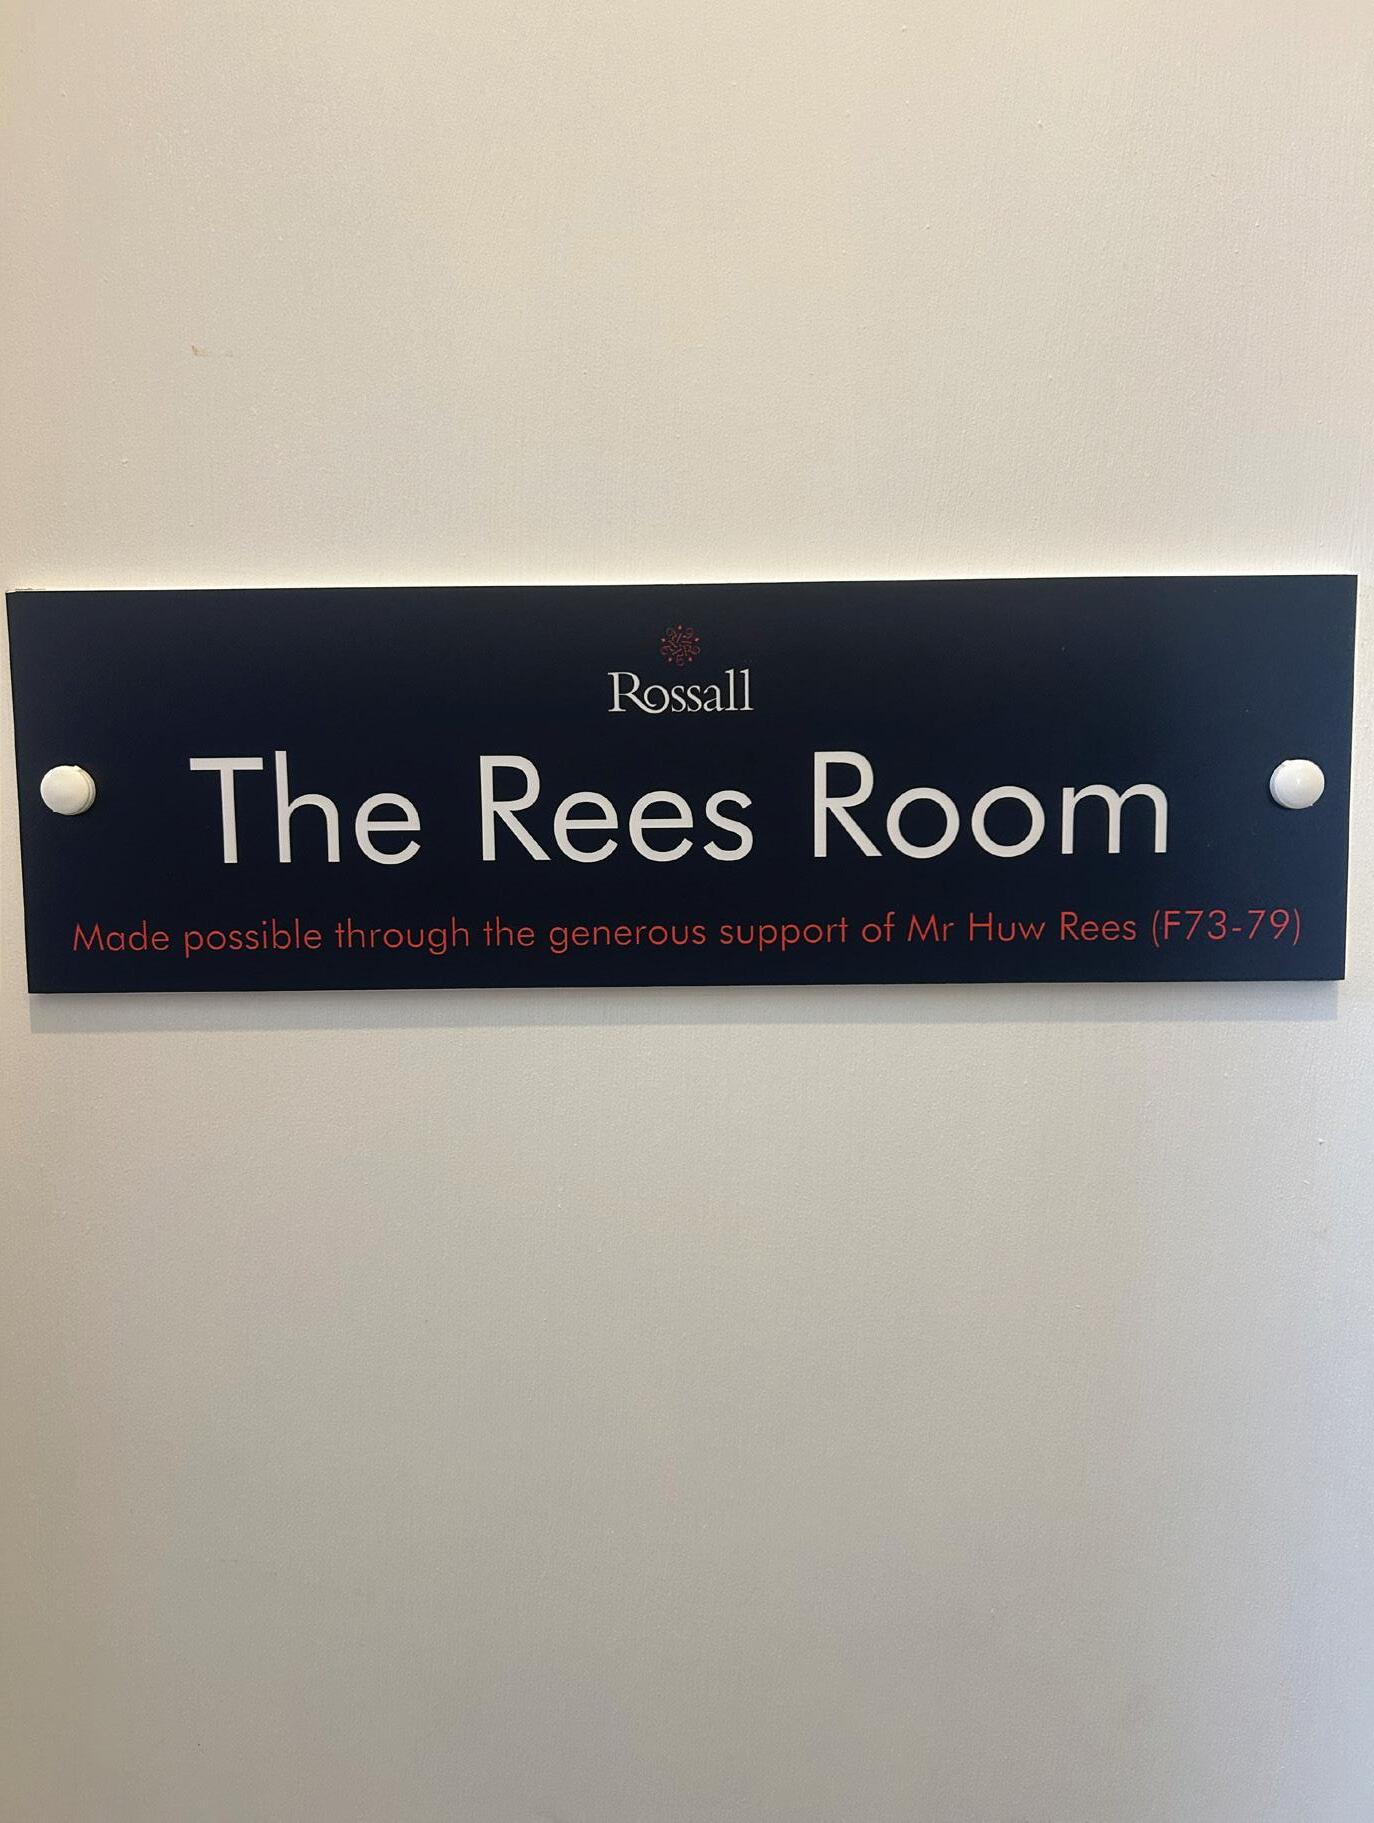 Rossall
The Rees Room
Made possible through the generous support of Mr Huw Rees (F73-79)